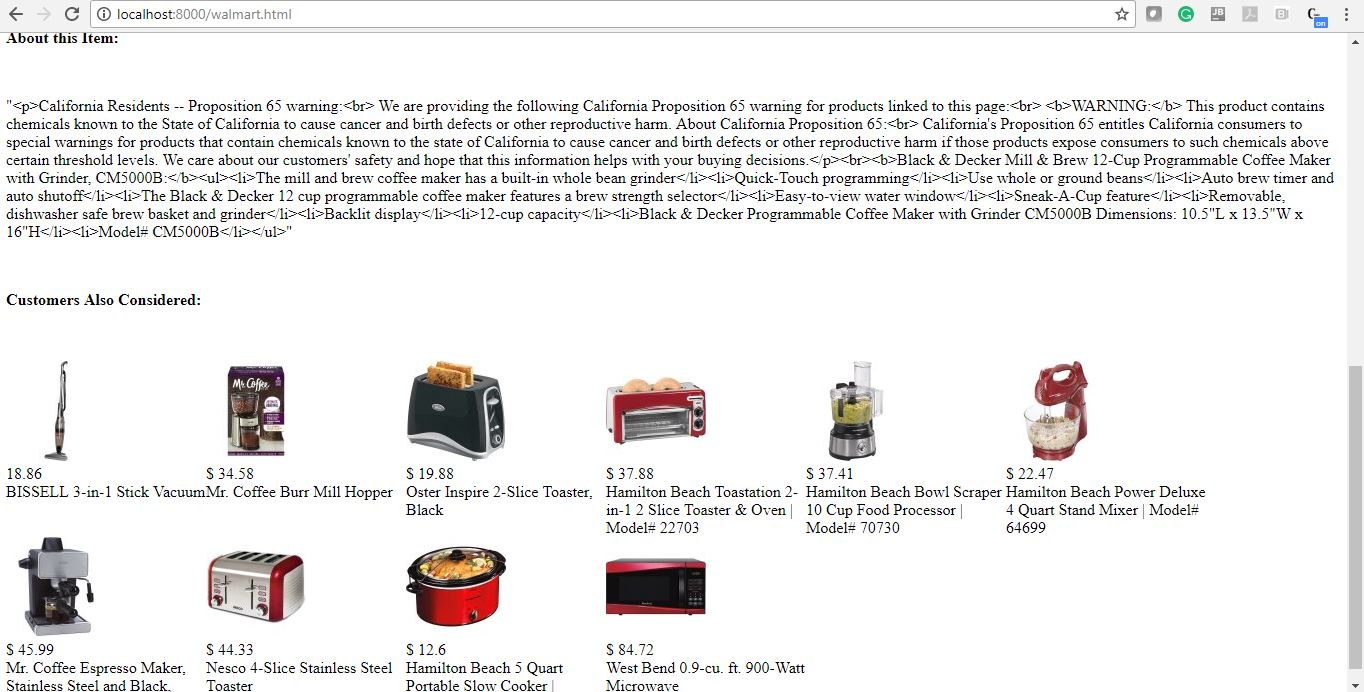 localhost:8000/walmart.html
JB
on
About this Item:
"<p>California Residents -- Proposition 65 warning:<br> We are providing the following California Proposition 65 warning for products linked to this page:<br> <b>WARNING:</b> This product contains
chemicals known to the State of California to cause cancer and birth defects or other reproductive harm. About California Proposition 65:<br> California's Proposition 65 entitles California consumers to
special warnings for products that contain chemicals known to the state of California to cause cancer and birth defects or other reproductive harm if those products expose consumers to such chemicals above
certain threshold levels. We care about our customers' safety and hope that this information helps with your buying decisions.</p><br><b>Black & Decker Mill & Brew 12-Cup Programmable Coffee Maker
with Grinder, CM5000B:</b><ul><li>The mill and brew coffee maker has a built-in whole bean grinder</li><li>Quick-Touch programming</li><li>Use whole or ground beans</li><li>Auto brew timer and
auto shutoff</li><li>The Black & Decker 12 cup programmable coffee maker features a brew strength selector</li><li>Easy-to-view water window</li><li>Sneak-A-Cup feature</li><li>Removable,
dishwasher safe brew basket and grinder</li><li>Backlit display</li><li>12-cup capacity</li><li>Black & Decker Programmable Coffee Maker with Grinder CM5000B Dimensions: 10.5"L x 13.5"W x
16"H</li><li>Model# CM5000B</li></ul>"
Customers Also Considered:
Mr. Coffee
18.86
BISSELL 3-in-1 Stick Vacuum
$ 34.58
Mr. Coffee Burr Mill Hopper
$ 19.88
Oster Inspire 2-Slice Toaster,
Black
$ 37.88
Hamilton Beach Toastation 2-
in-1 2 Slice Toaster & Oven |
Model# 22703
$ 37.41
Hamilton Beach Bowl Scraper
10 Cup Food Processor |
Model# 70730
$ 22.47
Hamilton Beach Power Deluxe
4 Quart Stand Mixer | Model#
64699
$ 45.99
Mr. Coffee Espresso Maker,
Stainless Steel and Black,
$ 44.33
Nesco 4-Slice Stainless Steel
Toaster
$ 12.6
Hamilton Beach 5 Quart
Portable Slow Cooker |
$ 84.72
West Bend 0.9-cu. ft. 900-Watt
Microwave